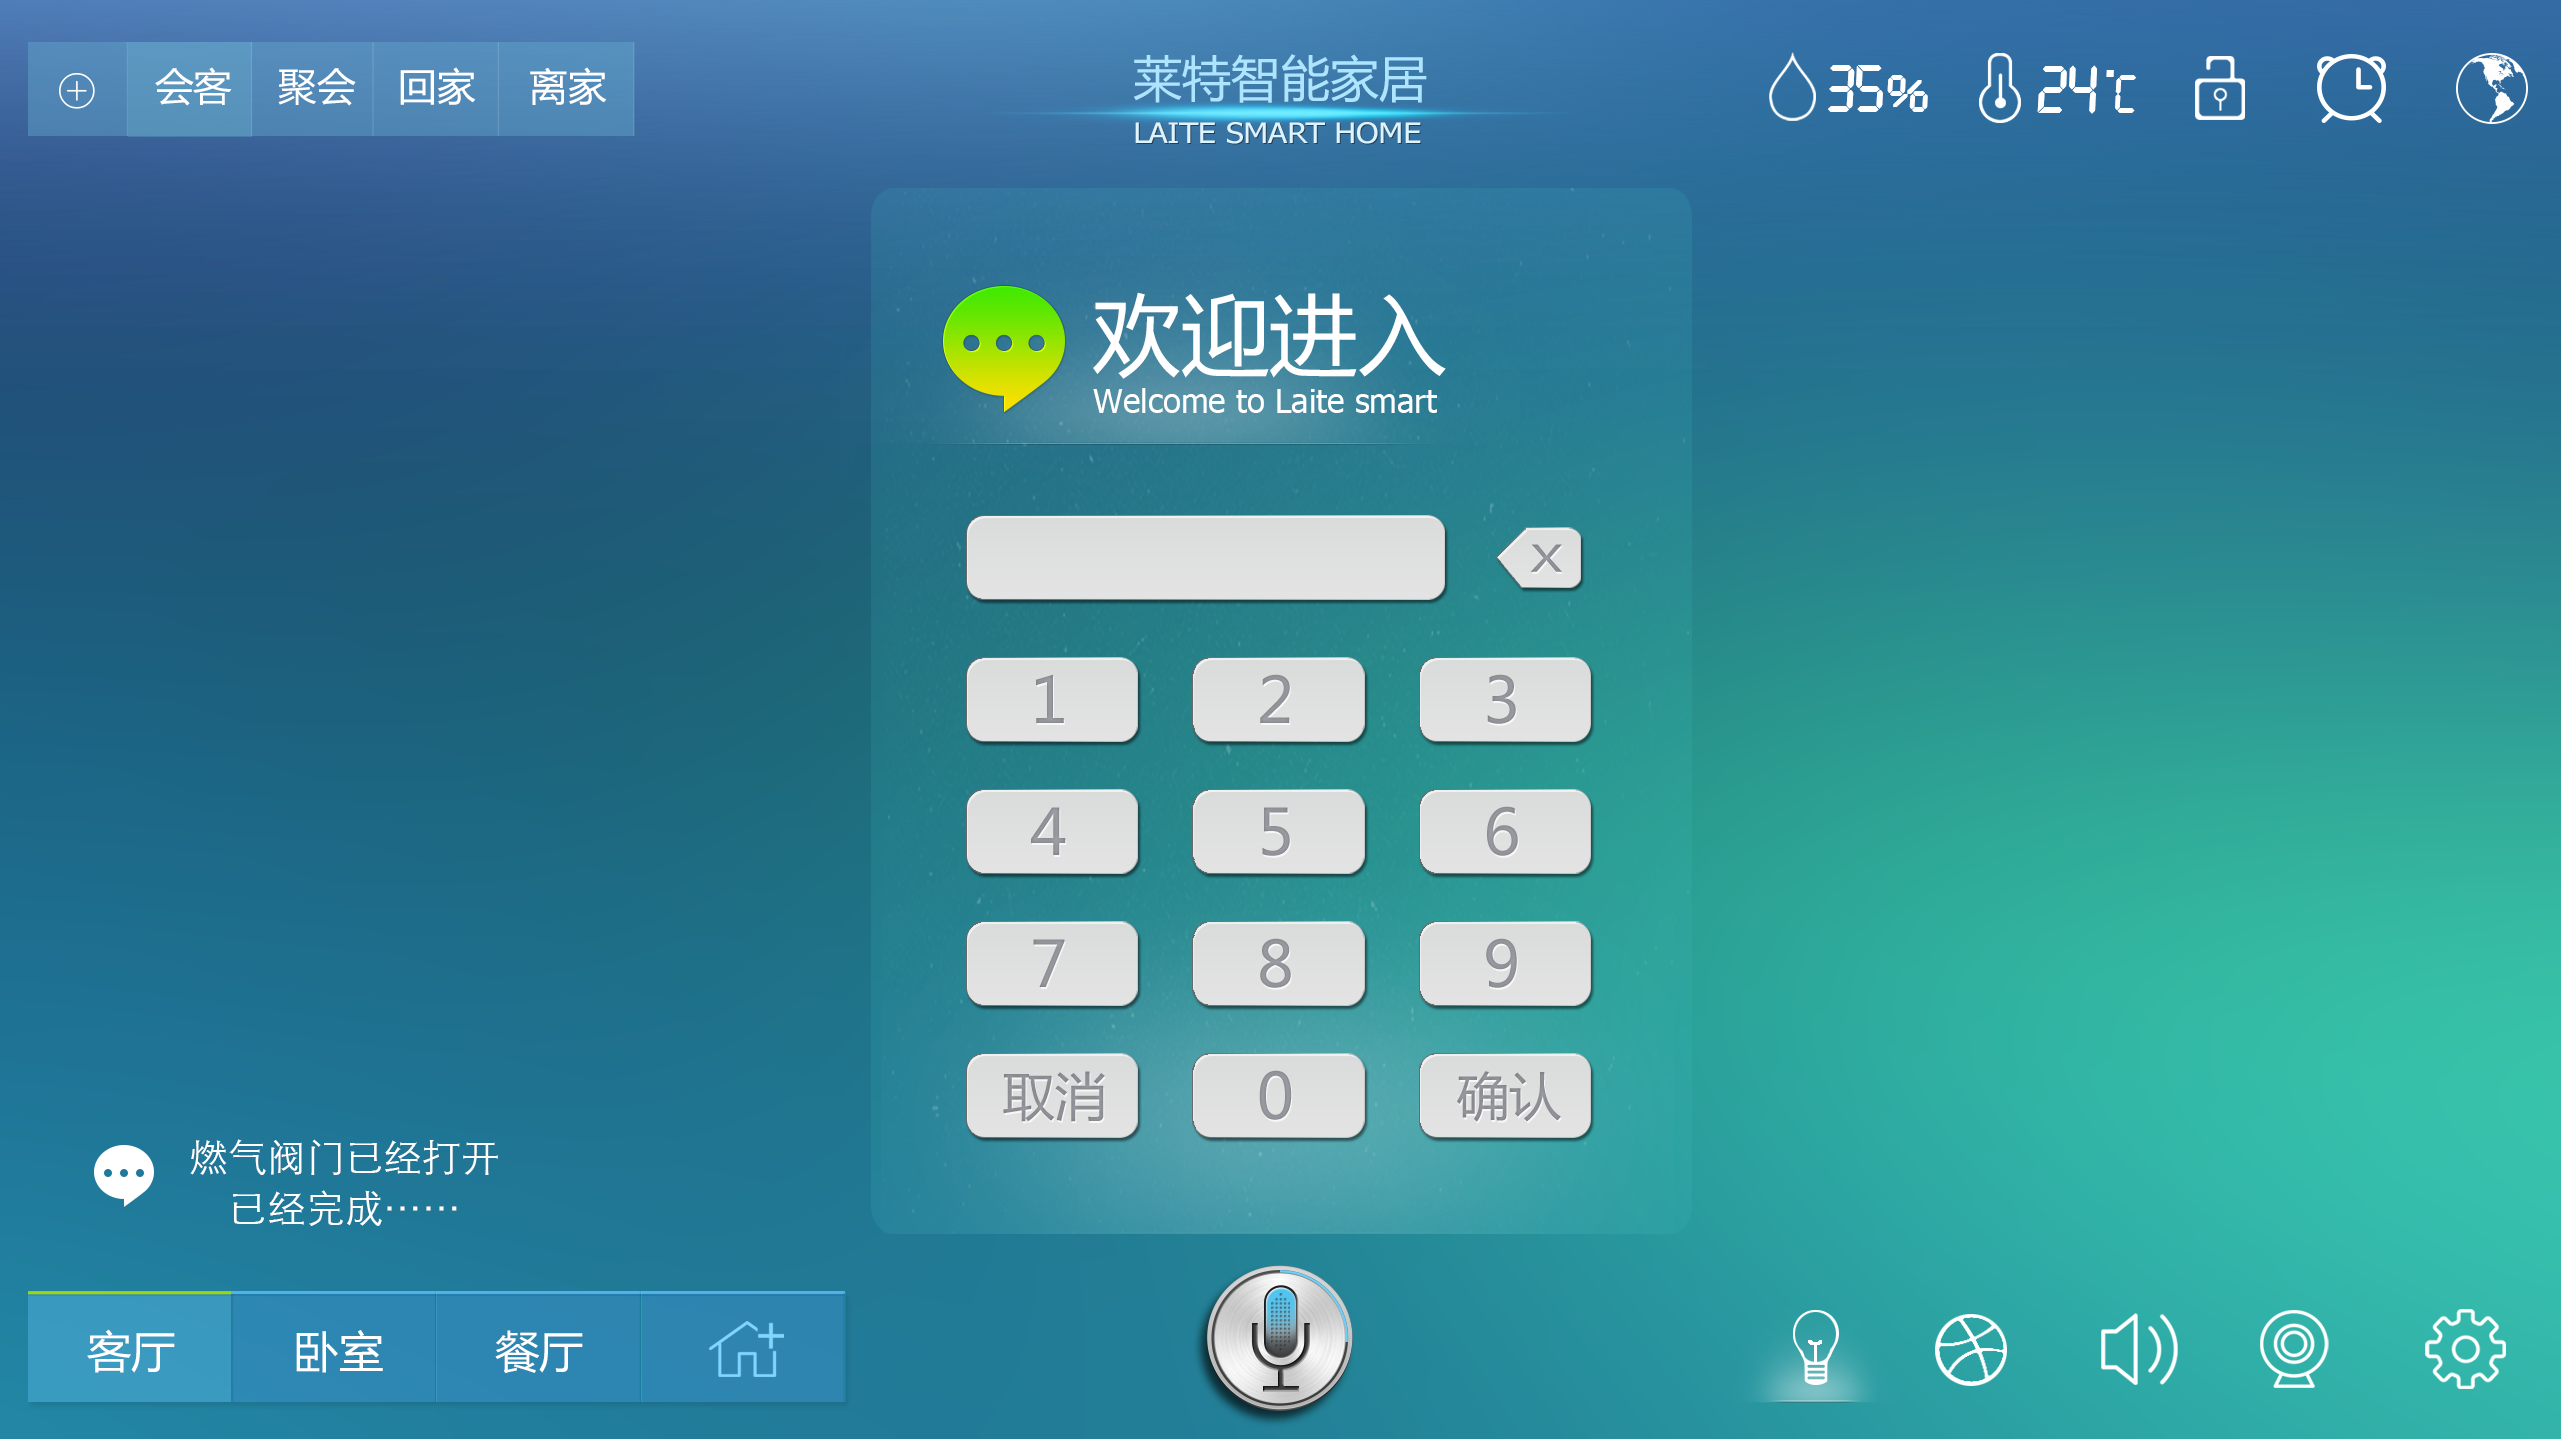 会客 聚会 回家 离家
莱特智能家居
LAITE SMART HOME
35%
24℃
欢迎进入
Welcome to Laite smart
X
1 2 3
4 5 6
7 8 9
取消 0 确认
燃气阀门已经打开
已经完成……
客厅 卧室 餐厅